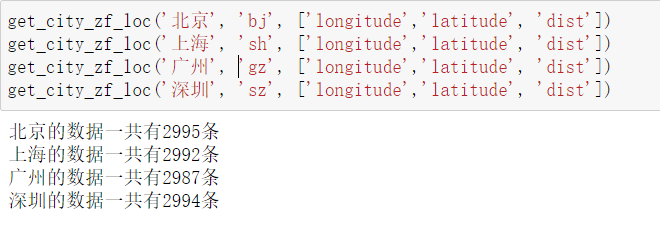 get_city_zf_loc('北京', 'bj', ['longitude','latitude', 'dist'])
get_city_zf_loc('上海', 'sh', ['longitude','latitude', 'dist'])
get_city_zf_loc('广州', 'gz', ['longitude','latitude', 'dist'])
get_city_zf_loc('深圳', 'sz', ['longitude','latitude', 'dist'])
北京的数据一共有2995条
上海的数据一共有2992条
广州的数据一共有2987条
深圳的数据一共有2994条